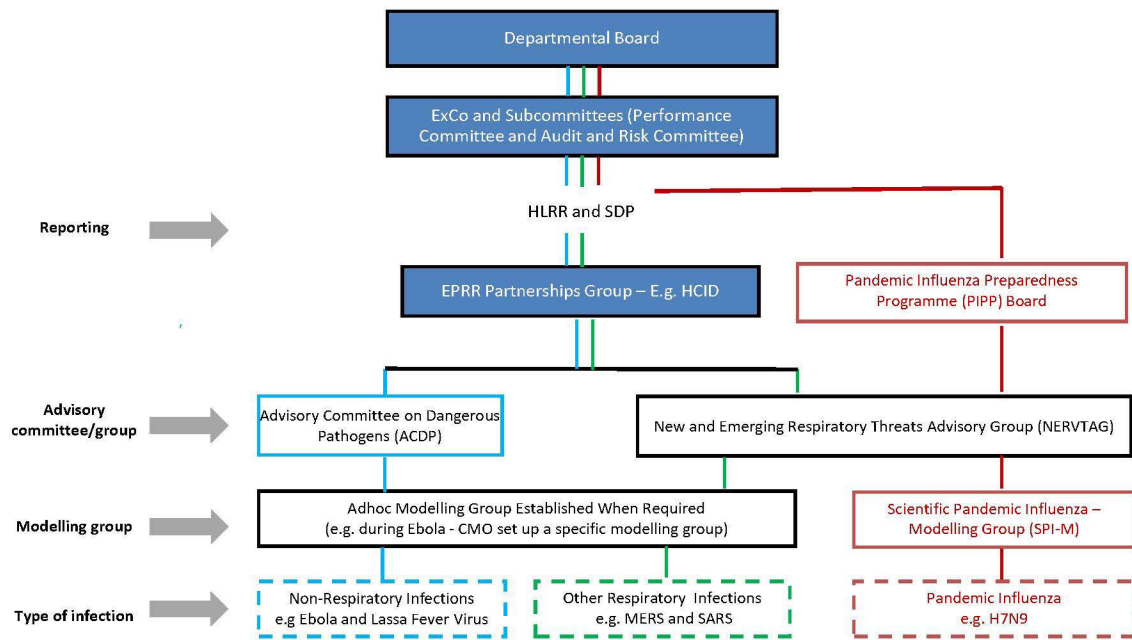 Departmental Board
ExCo and Subcommittees (Performance
Committee and Audit and Risk Committee)
Reporting
HLRR and SDP
EPRR Partnerships Group – E.g. HCID
Pandemic Influenza Preparedness
Programme (PIPP) Board
Advisory
committee/group
Advisory Committee on Dangerous
Pathogens (ACDP)
New and Emerging Respiratory Threats Advisory Group (NERVTAG)
Modelling group
Adhoc Modelling Group Established When Required
(e.g. during Ebola - CMO set up a specific modelling group)
Scientific Pandemic Influenza –
Modelling Group (SPI-M)
Type of infection
Non-Respiratory Infections
e.g Ebola and Lassa Fever Virus
Other Respiratory Infections
e.g. MERS and SARS
Pandemic Influenza
e.g. H7N9